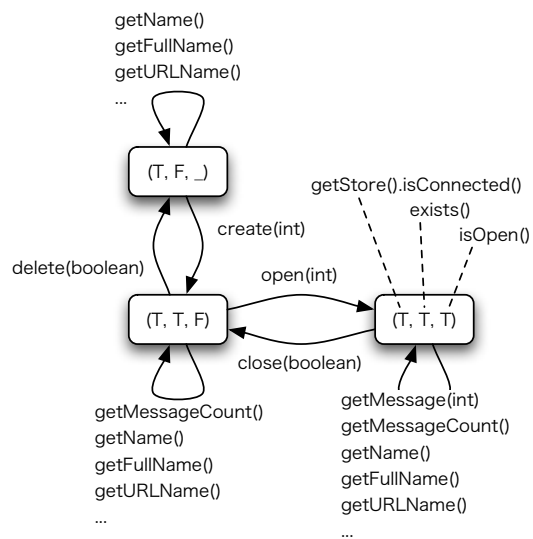 getName()
getFullName()
getURLName()
...
(T, F, _)
getStore().isConnected()
exists()
isOpen()
create(int)
delete(boolean)
open(int)
(T, T, F)
(T, T, T)
close(boolean)
getMessageCount()
getName()
getFullName()
getURLName()
...
getMessage(int)
getMessageCount()
getName()
getFullName()
getURLName()
...